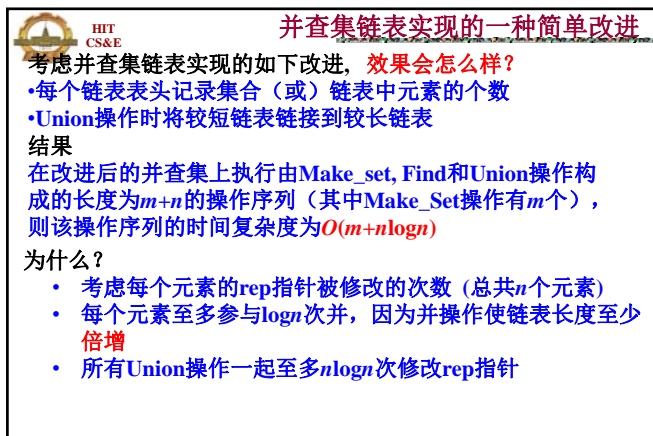 HIT
CS&E
并查集链表实现的一种简单改进
考虑并查集链表实现的如下改进, 效果会怎么样?
•每个链表表头记录集合（或）链表中元素的个数
•Union操作时将较短链表链接到较长链表
结果
在改进后的并查集上执行由Make_set, Find和Union操作构
成的长度为m+n的操作序列（其中Make_Set操作有m个），
则该操作序列的时间复杂度为O(m+nlogn)
为什么？
• 考虑每个元素的rep指针被修改的次数 (总共n个元素)
• 每个元素至多参与logn次并，因为并操作使链表长度至少
倍增
• 所有Union操作一起至多nlogn次修改rep指针